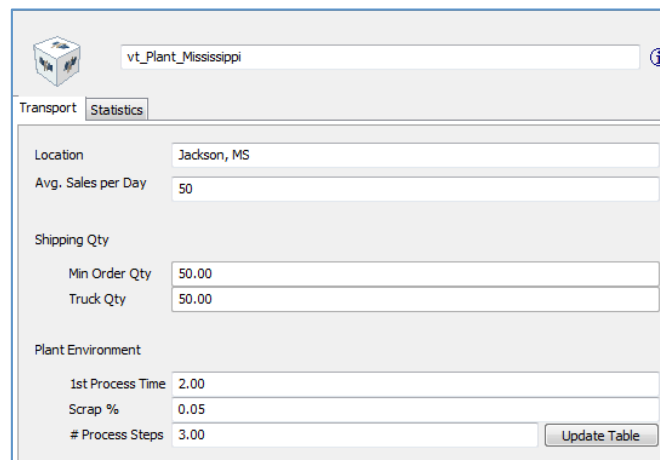 vt_Plant_Mississippi
Transport Statistics
Location Jackson, MS
Avg. Sales per Day 50
Shipping Qty
Min Order Qty 50.00
Truck Qty 50.00
Plant Environment
1st Process Time 2.00
Scrap % 0.05
# Process Steps 3.00 Update Table